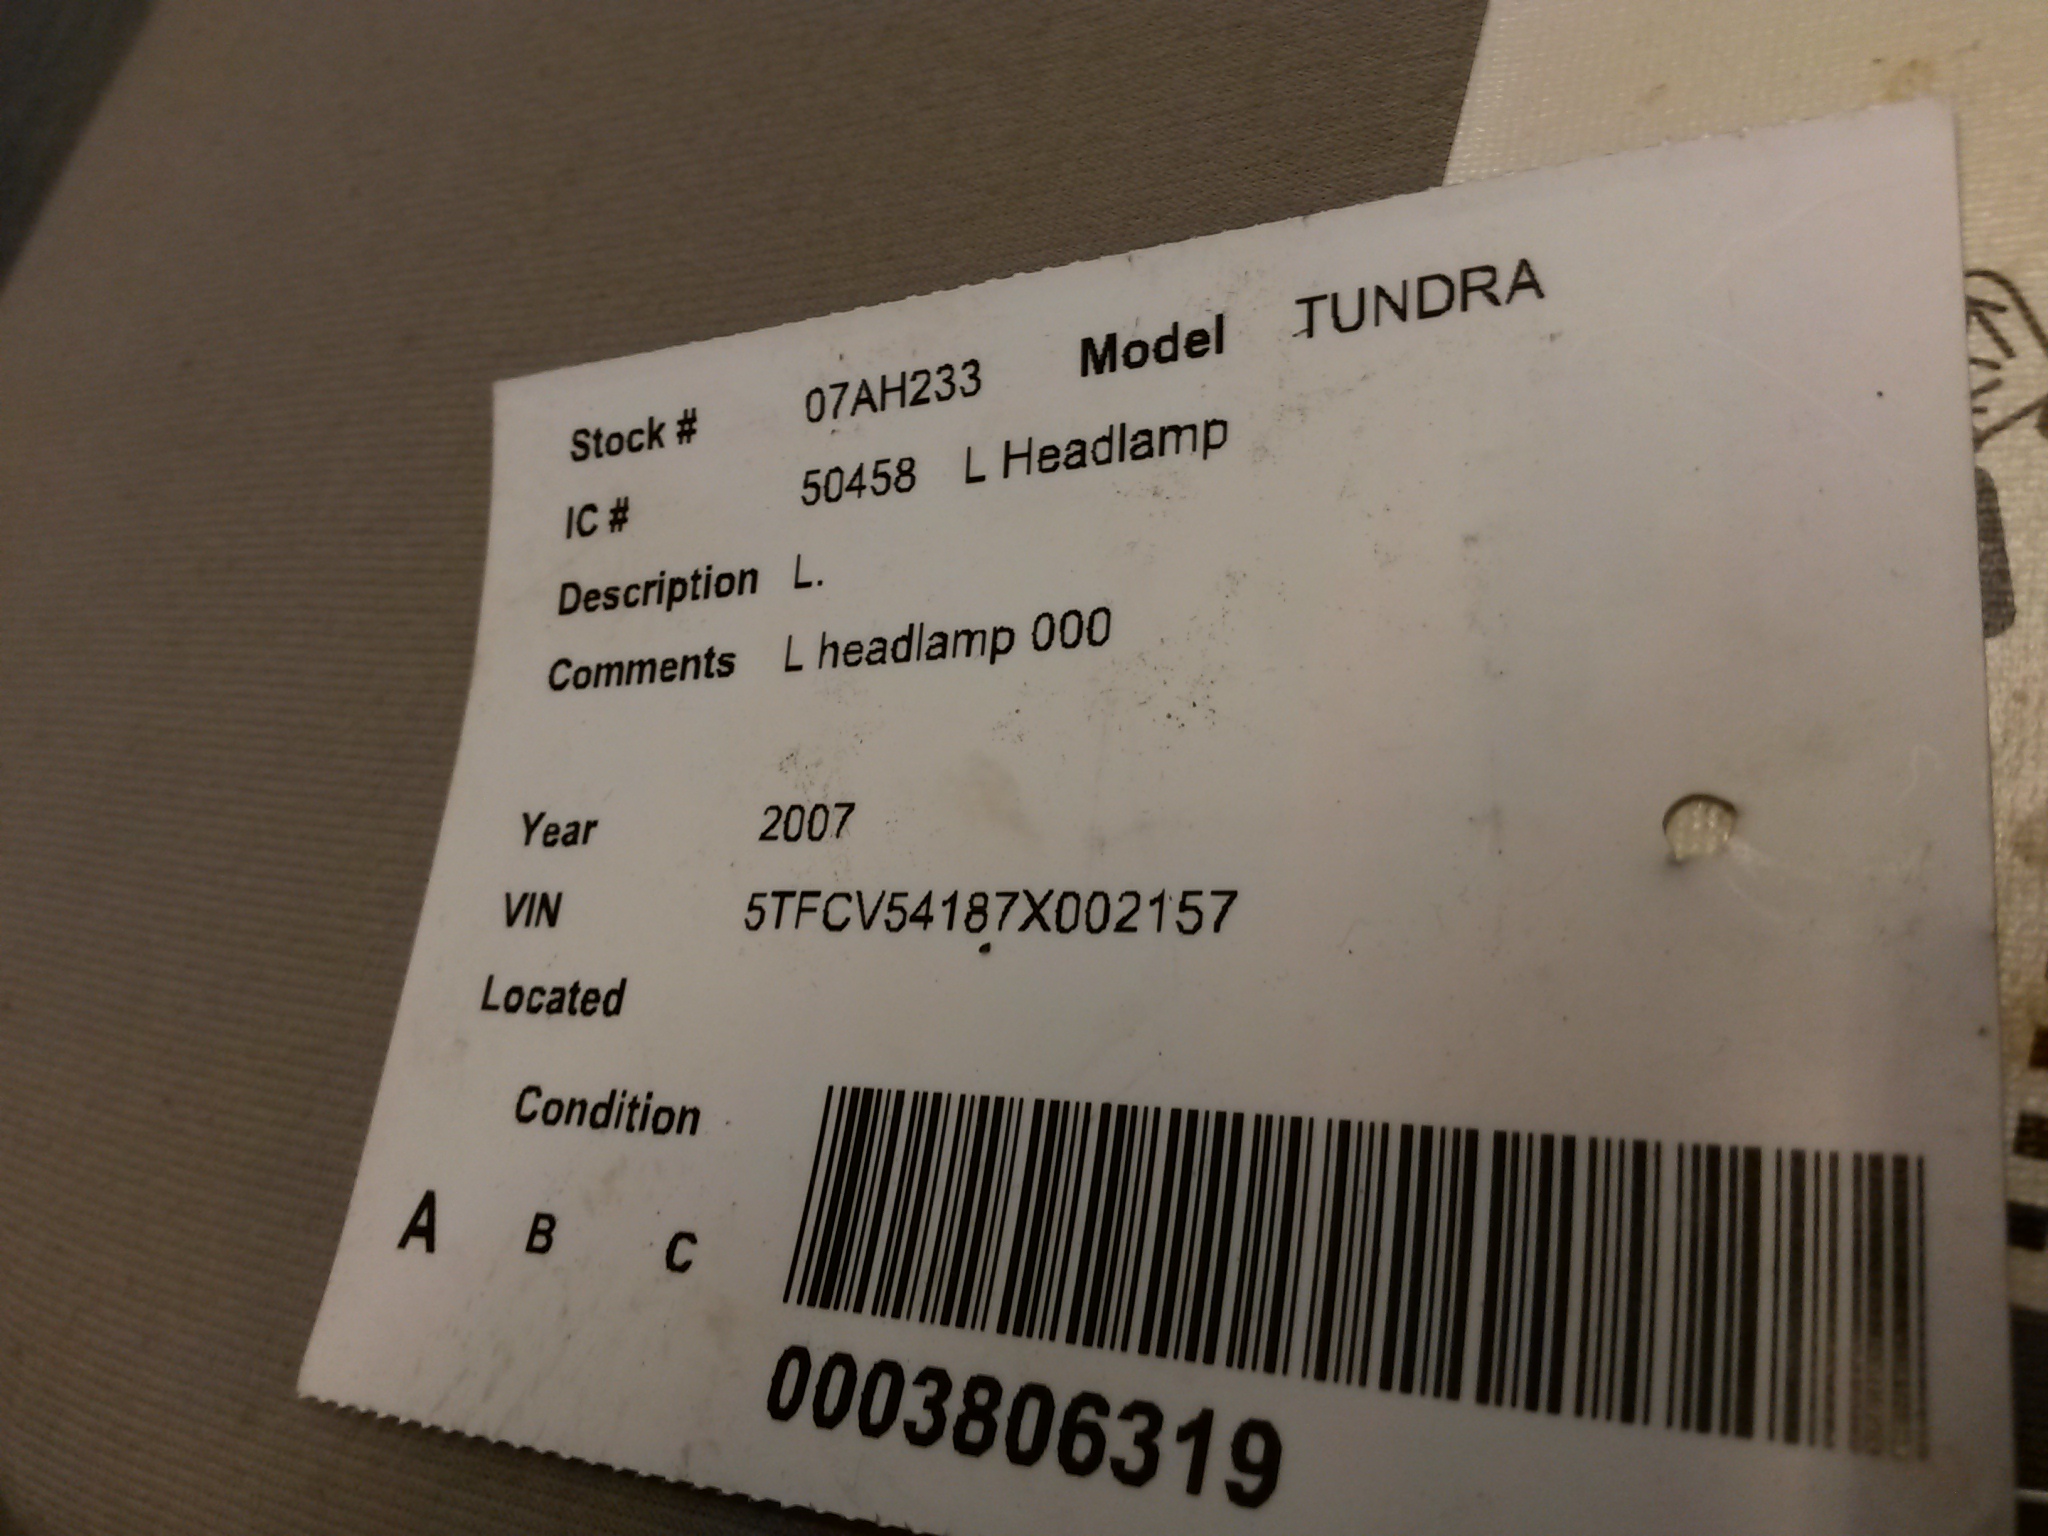 Stock # 07AH233 Model TUNDRA
IC # 50458 L Headlamp
Description L.
Comments L headlamp 000
Year 2007
VIN 5TFCV54187X002157
Located
Condition
A B C
0003806319